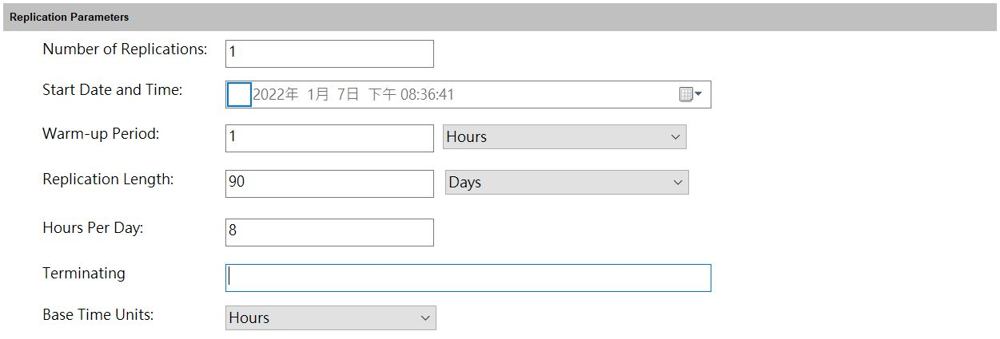 Replication Parameters
Number of Replications: 1
Start Date and Time: 2022年 1月 7日 下午 08:36:41
Warm-up Period: 1 Hours
Replication Length: 90 Days
Hours Per Day: 8
Terminating
Base Time Units: Hours